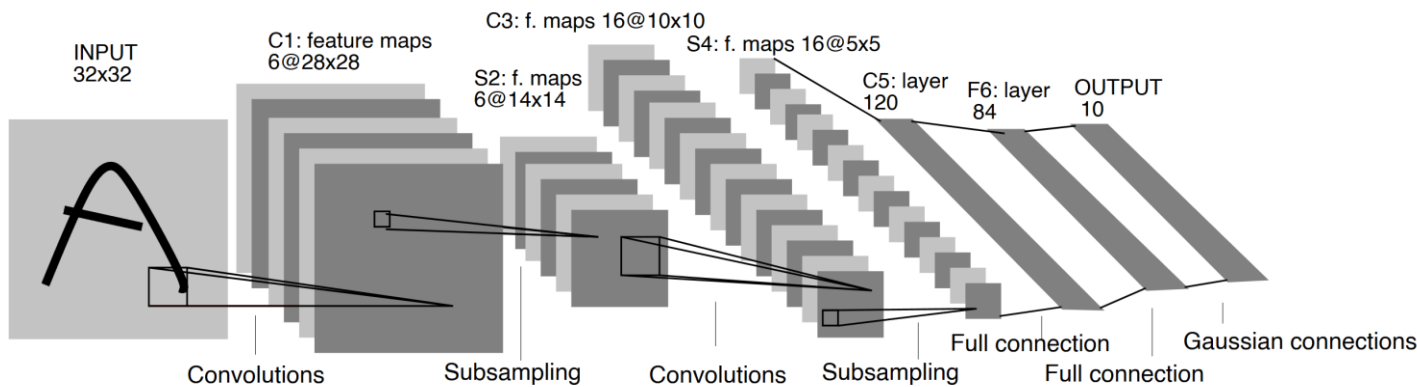 INPUT
32x32
C1: feature maps
6@28x28
S2: f. maps
6@14x14
C3: f. maps 16@10x10
S4: f. maps 16@5x5
C5: layer
120
F6: layer
84
OUTPUT
10
Convolutions
Subsampling
Convolutions
Subsampling
Full connection
Full connection
Gaussian connections